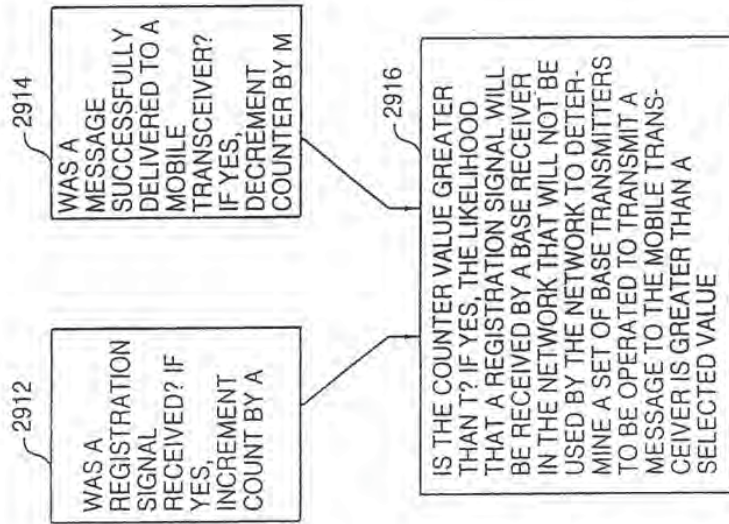 2912
WAS A
REGISTRATION
SIGNAL
RECEIVED? IF
YES,
INCREMENT
COUNT BY A
2914
WAS A
MESSAGE
SUCCESSFULLY
DELIVERED TO A
MOBILE
TRANSCEIVER?
IF YES,
DECREMENT
COUNTER BY M
2916
IS THE COUNTER VALUE GREATER
THAN T? IF YES, THE LIKELIHOOD
THAT A REGISTRATION SIGNAL WILL
BE RECEIVED BY A BASE RECEIVER
IN THE NETWORK THAT WILL NOT BE
USED BY THE NETWORK TO DETER-
MINE A SET OF BASE TRANSMITTERS
TO BE OPERATED TO TRANSMIT A
MESSAGE TO THE MOBILE TRANS-
CEIVER IS GREATER THAN A
SELECTED VALUE